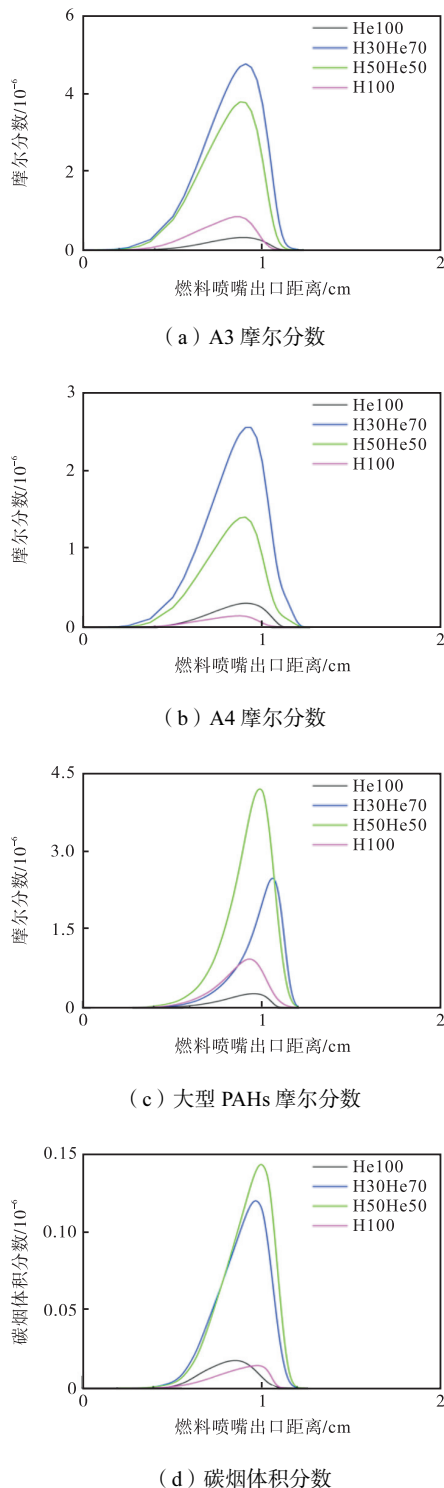 6
4
2
0
摩尔分数/10⁻⁶
He100
H30He70
H50He50
H100
0
1
2
燃料喷嘴出口距离/cm
（a）A3 摩尔分数
3
2
1
0
摩尔分数/10⁻⁶
He100
H30He70
H50He50
H100
0
1
2
燃料喷嘴出口距离/cm
（b）A4 摩尔分数
4.5
3.0
1.5
0
摩尔分数/10⁻⁶
He100
H30He70
H50He50
H100
0
1
2
燃料喷嘴出口距离/cm
（c）大型 PAHs 摩尔分数
0.15
0.10
0.05
0
碳烟体积分数/10⁻⁶
He100
H30He70
H50He50
H100
0
1
2
燃料喷嘴出口距离/cm
（d）碳烟体积分数